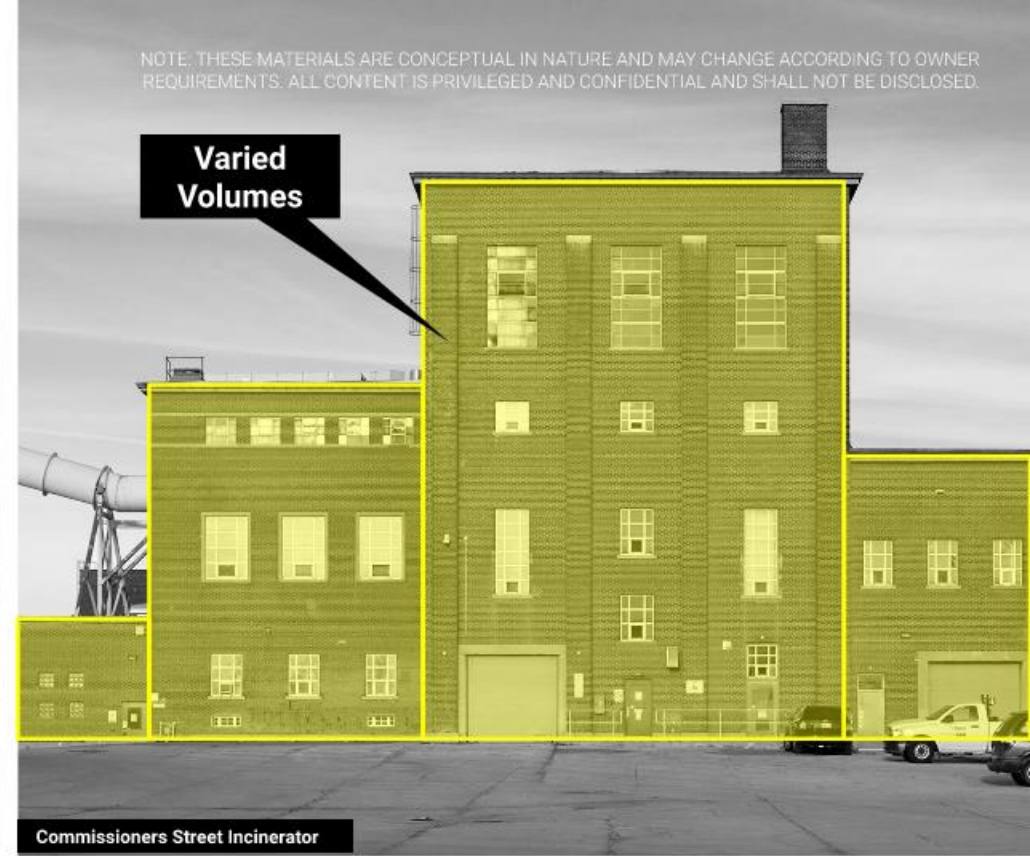 NOTE: THESE MATERIALS ARE CONCEPTUAL IN NATURE AND MAY CHANGE ACCORDING TO OWNER
REQUIREMENTS. ALL CONTENT IS PRIVILEGED AND CONFIDENTIAL AND SHALL NOT BE DISCLOSED.
Varied
Volumes
Commissioners Street Incinerator